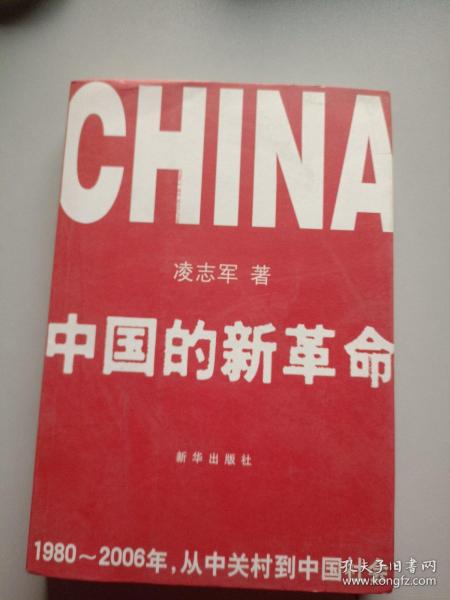 CHINA
凌志军 著
中国的新革命
新华出版社
1980～2006年，从中关村到中国社会
孔夫子旧书网
www.kongfz.com